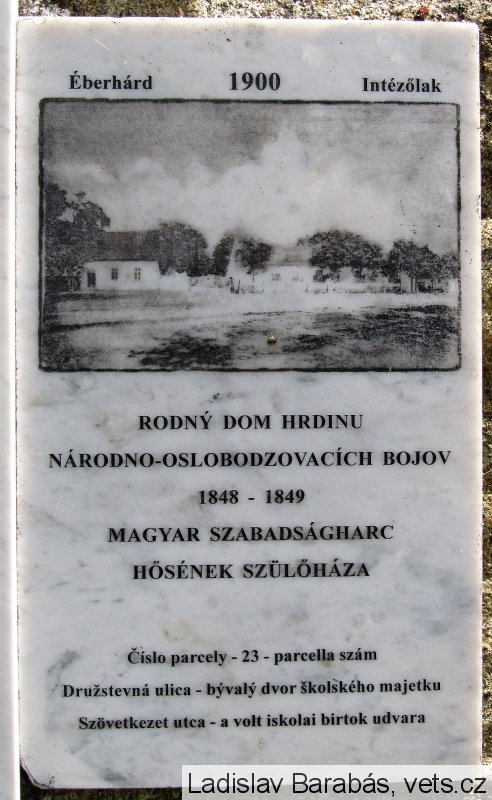 Éberhárd 1900 Intézőlak
RODNÝ DOM HRDINU
NÁRODNO-OSLOBODZOVACÍCH BOJOV
1848 - 1849
MAGYAR SZABADSÁGHARC
HŐSÉNEK SZÜLŐHÁZA
Číslo parcely - 23 - parcella szám
Družstevná ulica - bývalý dvor školského majetku
Szövetkezet utca - a volt iskolai birtok udvara
Ladislav Barabás, vets.cz